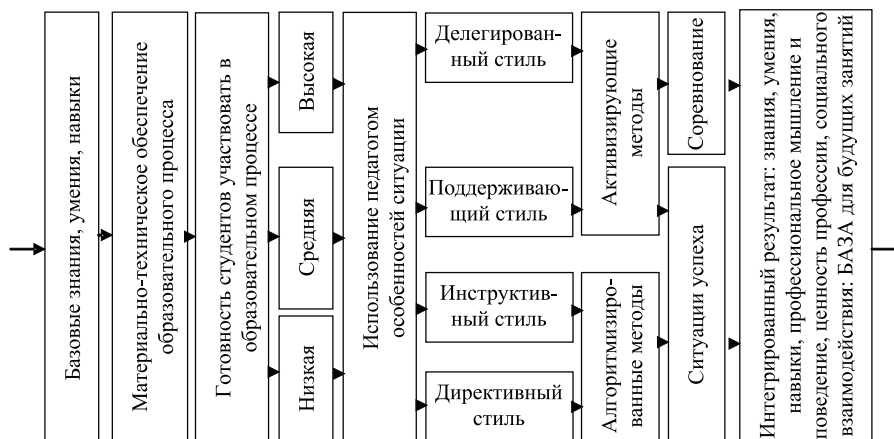 Базовые знания, умения, навыки
Материально-техническое обеспечение
образовательного процесса
Готовность студентов участвовать в
образовательном процессе
Высокая
Средняя
Низкая
Использование педагогом
особенностей ситуации
Делегирован-
ный стиль
Поддерживаю-
щий стиль
Инструктив-
ный стиль
Директивный
стиль
Активизирующие
методы
Алгоритмизиро-
ванные методы
Соревнование
Ситуации успеха
Интегрированный результат: знания, умения,
навыки, профессиональное мышление и
поведение, ценность профессии, социального
взаимодействия: БАЗА для будущих занятий